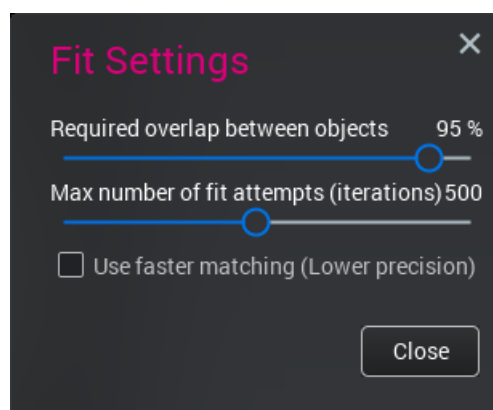 Fit Settings
Required overlap between objects 95 %
Max number of fit attempts (iterations) 500
Use faster matching (Lower precision)
Close